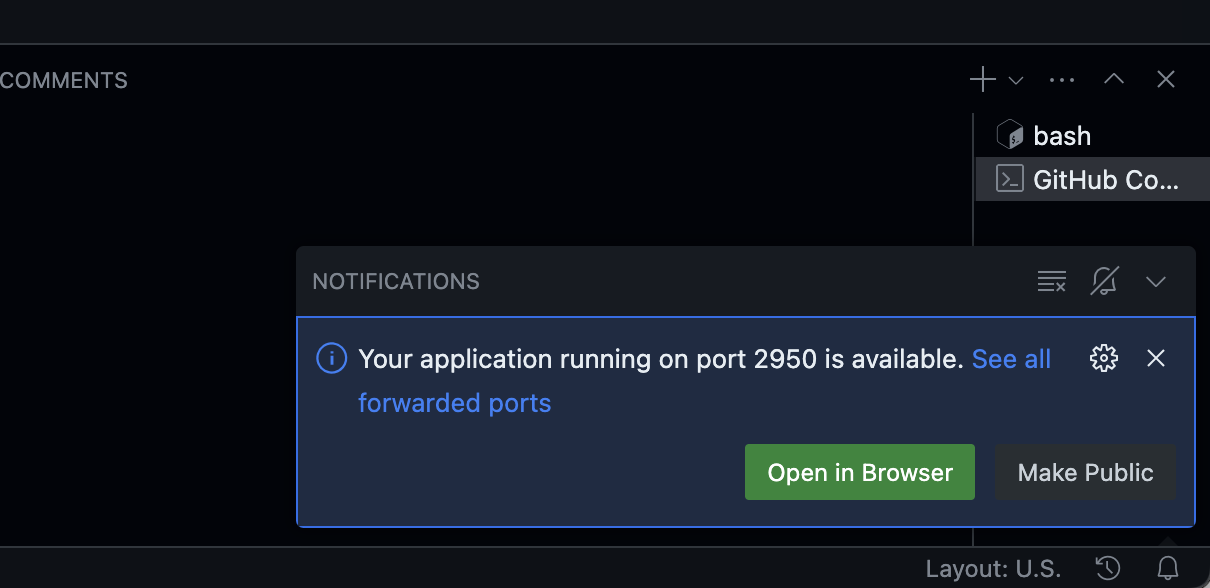 COMMENTS
bash
GitHub Co...
NOTIFICATIONS
Your application running on port 2950 is available. See all
forwarded ports
Open in Browser
Make Public
Layout: U.S.